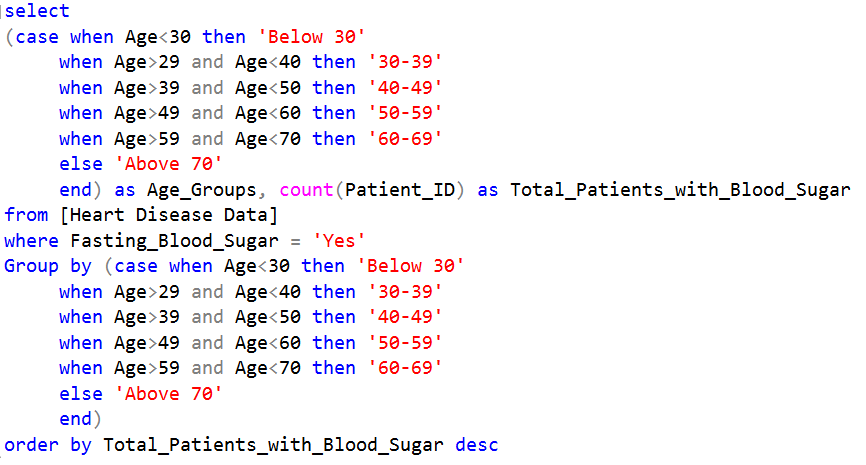 select
(case when Age<30 then 'Below 30'
when Age>29 and Age<40 then '30-39'
when Age>39 and Age<50 then '40-49'
when Age>49 and Age<60 then '50-59'
when Age>59 and Age<70 then '60-69'
else 'Above 70'
end) as Age_Groups, count(Patient_ID) as Total_Patients_with_Blood_Sugar
from [Heart Disease Data]
where Fasting_Blood_Sugar = 'Yes'
Group by (case when Age<30 then 'Below 30'
when Age>29 and Age<40 then '30-39'
when Age>39 and Age<50 then '40-49'
when Age>49 and Age<60 then '50-59'
when Age>59 and Age<70 then '60-69'
else 'Above 70'
end)
order by Total_Patients_with_Blood_Sugar desc